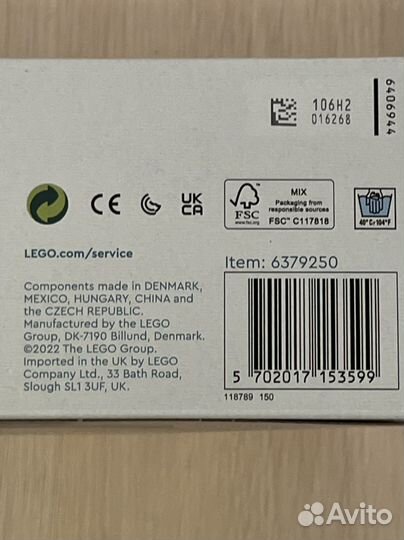 106H2
016268
6406944
CE
UK
CA
FSC
www.fsc.org
MIX
Packaging from
responsible sources
FSC™ C117818
40° C/104°F
LEGO.com/service
Item: 6379250
Components made in DENMARK,
MEXICO, HUNGARY, CHINA and
the CZECH REPUBLIC.
Manufactured by the LEGO
Group, DK-7190 Billund, Denmark.
©2022 The LEGO Group.
Imported in the UK by LEGO
Company Ltd., 33 Bath Road,
Slough SL1 3UF, UK.
5 702017 153599
118789 150
Avito